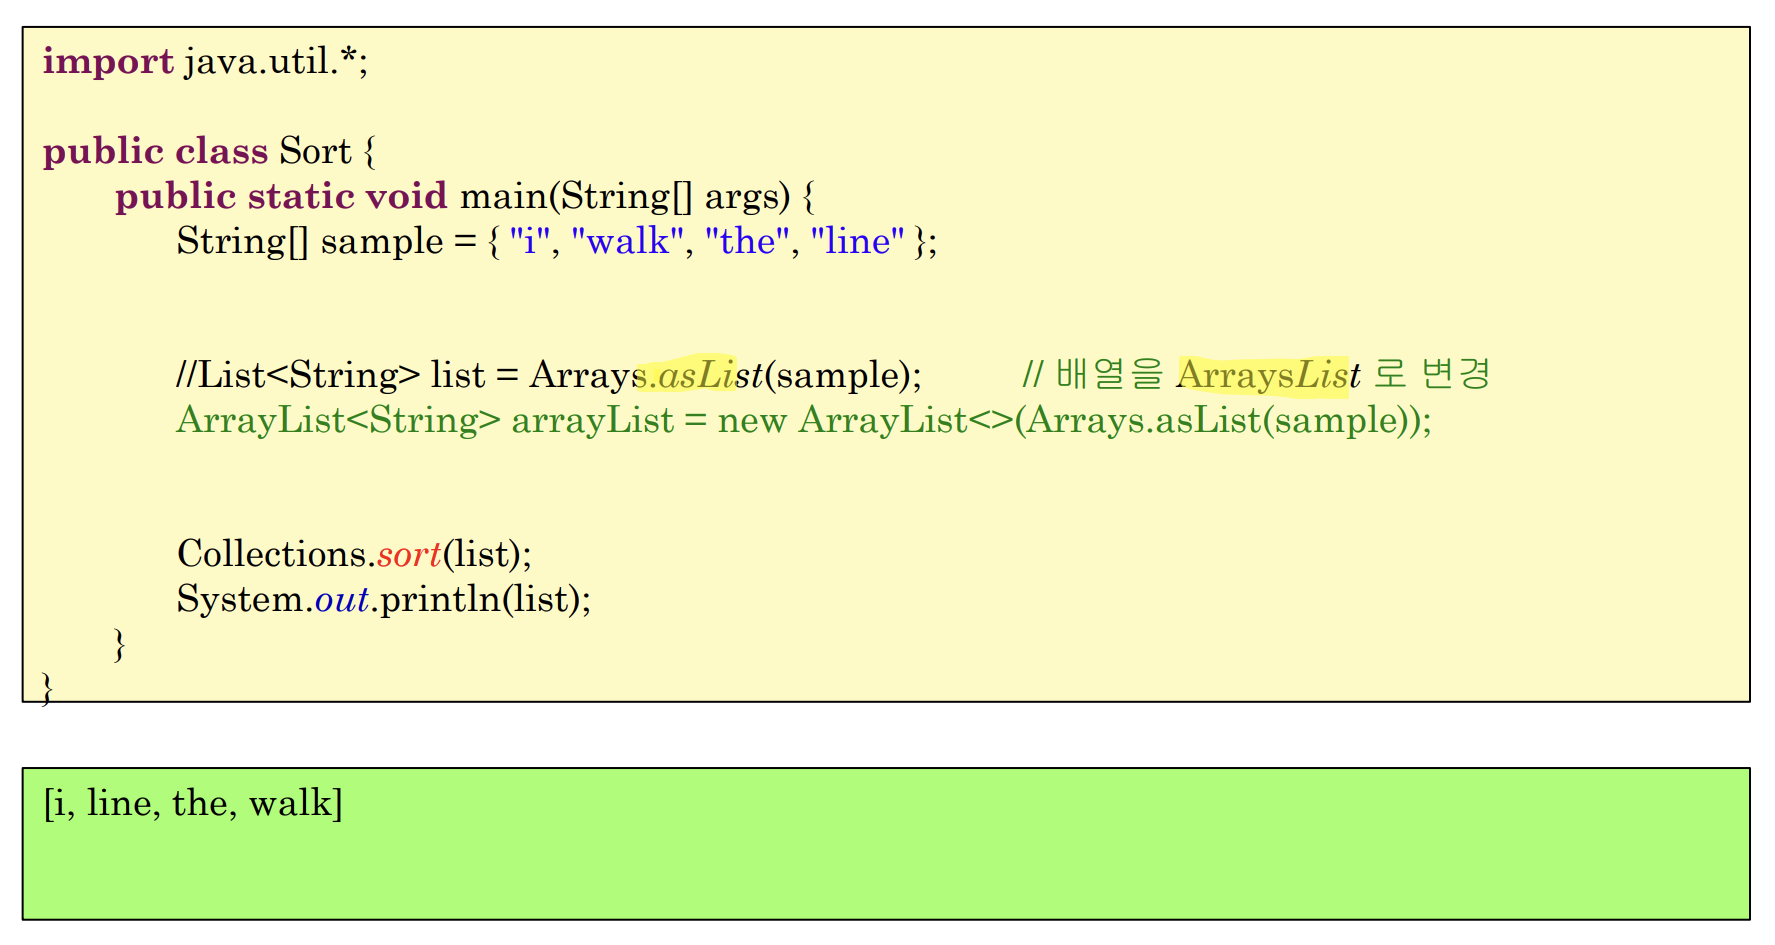 import java.util.*;
public class Sort {
public static void main(String[] args) {
String[] sample = { "i", "walk", "the", "line" };
//List<String> list = Arrays.asList(sample); // 배열을 ArraysList 로 변경
ArrayList<String> arrayList = new ArrayList<>(Arrays.asList(sample));
Collections.sort(list);
System.out.println(list);
}
}
[i, line, the, walk]